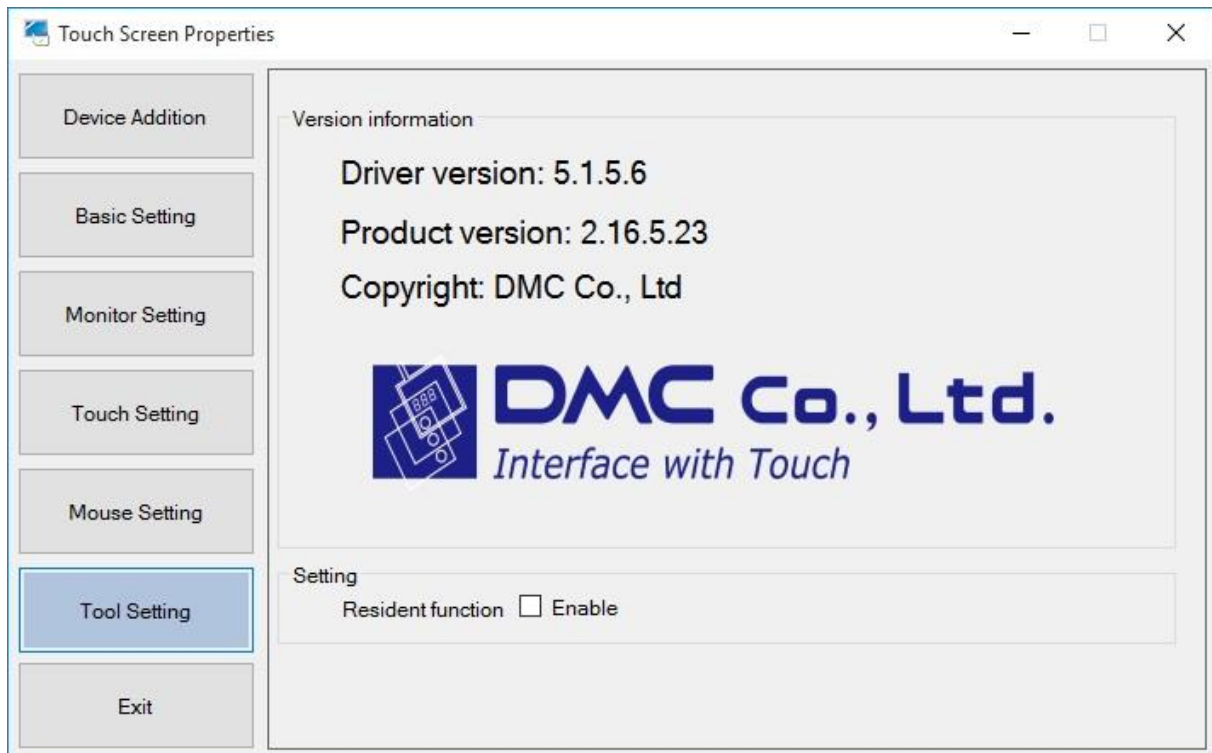 Touch Screen Properties
Device Addition
Basic Setting
Monitor Setting
Touch Setting
Mouse Setting
Tool Setting
Exit
Version information
Driver version: 5.1.5.6
Product version: 2.16.5.23
Copyright: DMC Co., Ltd
888
DMC Co., Ltd.
Interface with Touch
Setting
Resident function Enable